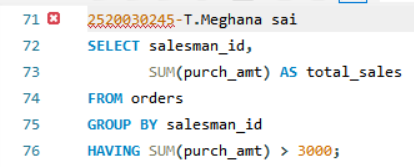 71 2520030245-T.Meghana sai
72 SELECT salesman_id,
73 SUM(purch_amt) AS total_sales
74 FROM orders
75 GROUP BY salesman_id
76 HAVING SUM(purch_amt) > 3000;